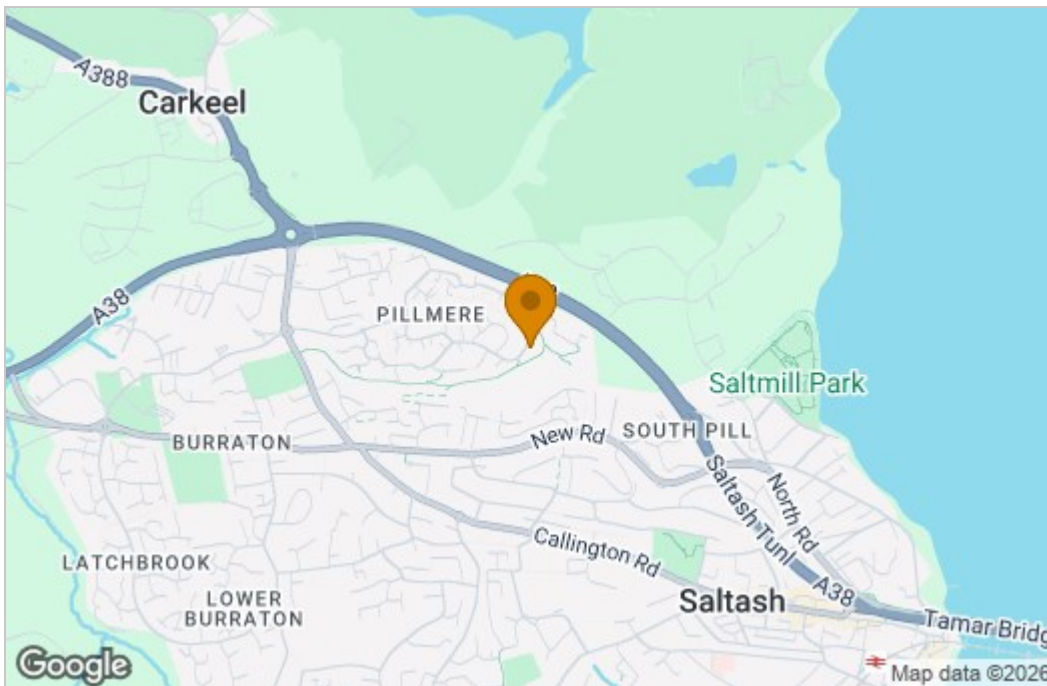 A388
Carkeel
A38
PILLMERE
Saltmill Park
BURRATON
New Rd
SOUTH PILL
Saltash Tunl
North Rd
LATCHBROOK
Callington Rd
LOWER
BURRATON
Saltash
A38
Tamar Bridg
Google
Map data ©2026